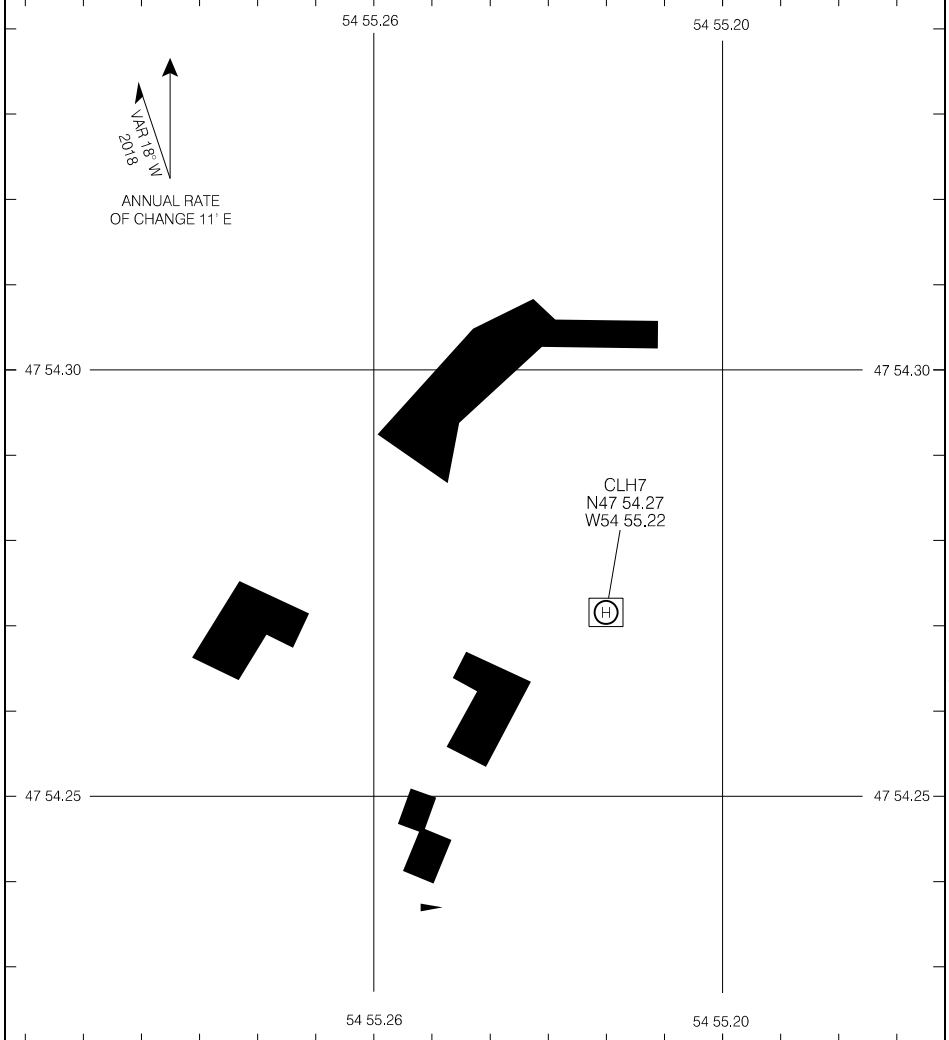 54 55.26
54 55.20
VAR 18° W
2018
ANNUAL RATE
OF CHANGE 11' E
47 54.30
47 54.30
CLH7
N47 54.27
W54 55.22
H
47 54.25
47 54.25
54 55.26
54 55.20